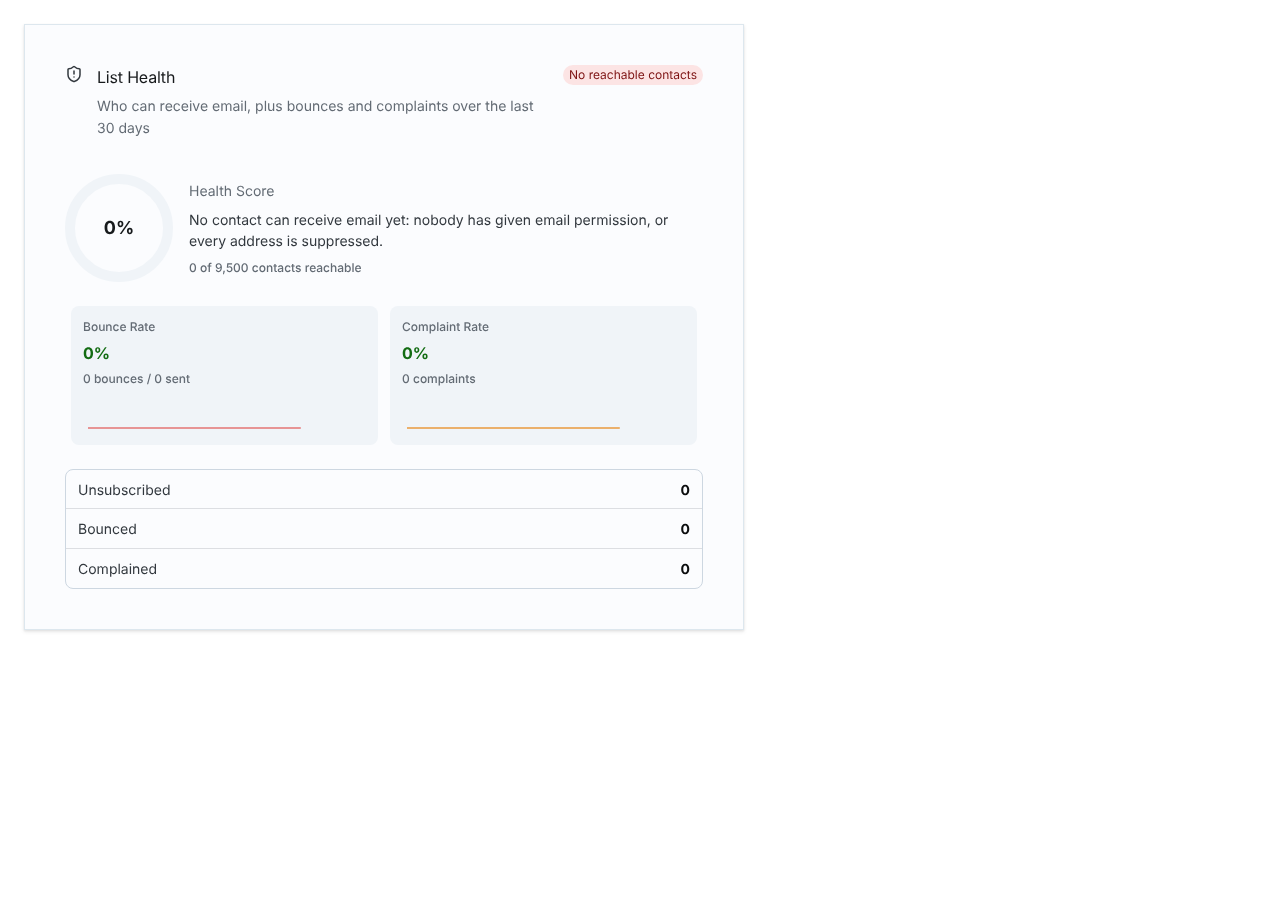 List Health
No reachable contacts
Who can receive email, plus bounces and complaints over the last
30 days
0%
Health Score
No contact can receive email yet: nobody has given email permission, or
every address is suppressed.
0 of 9,500 contacts reachable
Bounce Rate
0%
0 bounces / 0 sent
Complaint Rate
0%
0 complaints
Unsubscribed 0
Bounced 0
Complained 0